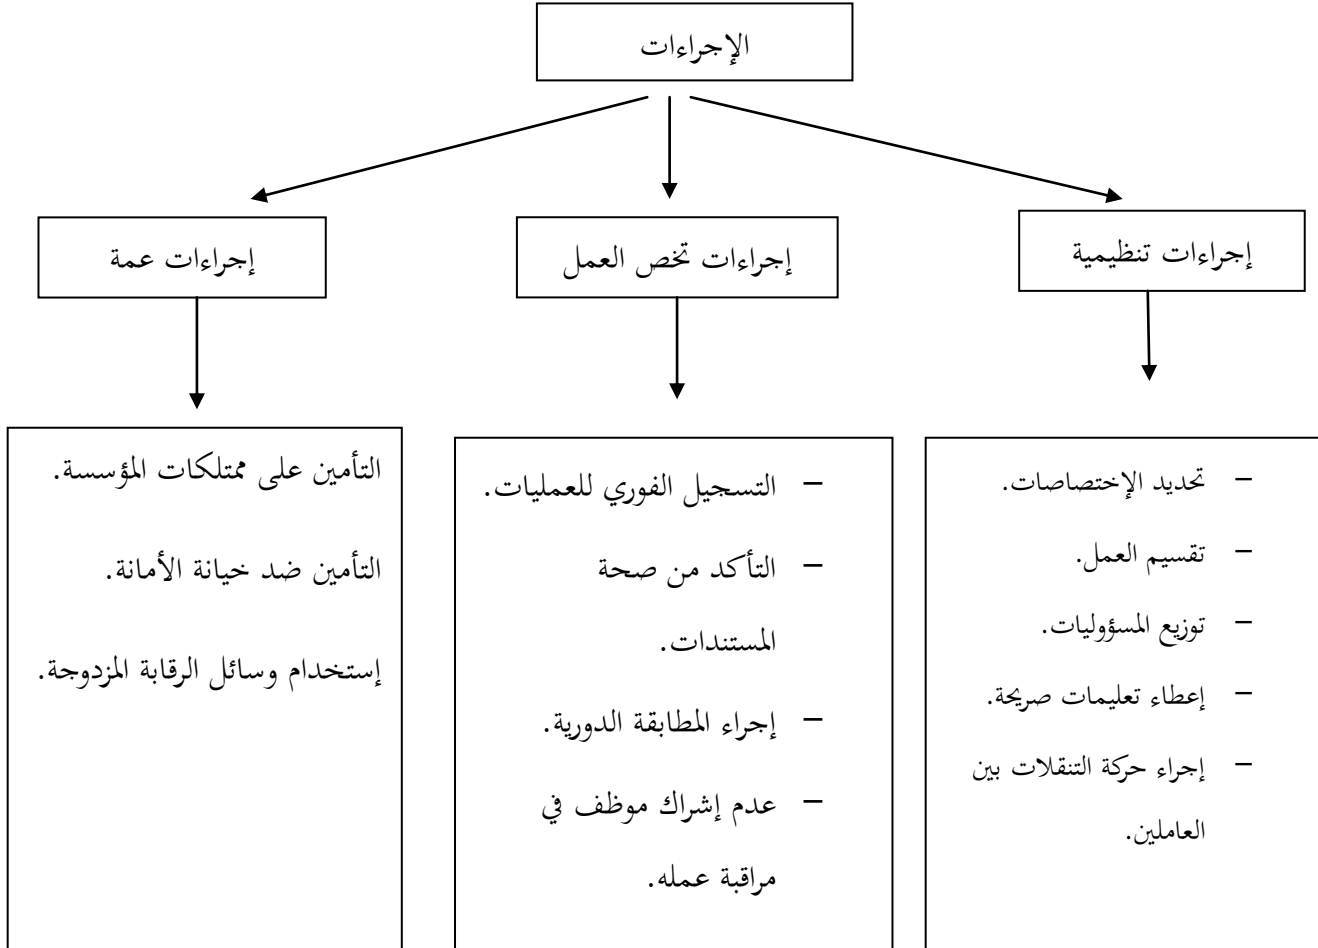 الإجراءات
إجراءات تنظيمية
إجراءات تخص العمل
إجراءات عمة
– تحديد الإختصاصات.
– تقسيم العمل.
– توزيع المسؤوليات.
– إعطاء تعليمات صريحة.
– إجراء حركة التنقلات بين
العاملين.
– التسجيل الفوري للعمليات.
– التأكد من صحة
المستندات.
– إجراء المطابقة الدورية.
– عدم إشراك موظف في
مراقبة عمله.
التأمين على ممتلكات المؤسسة.
التأمين ضد خيانة الأمانة.
إستخدام وسائل الرقابة المزدوجة.